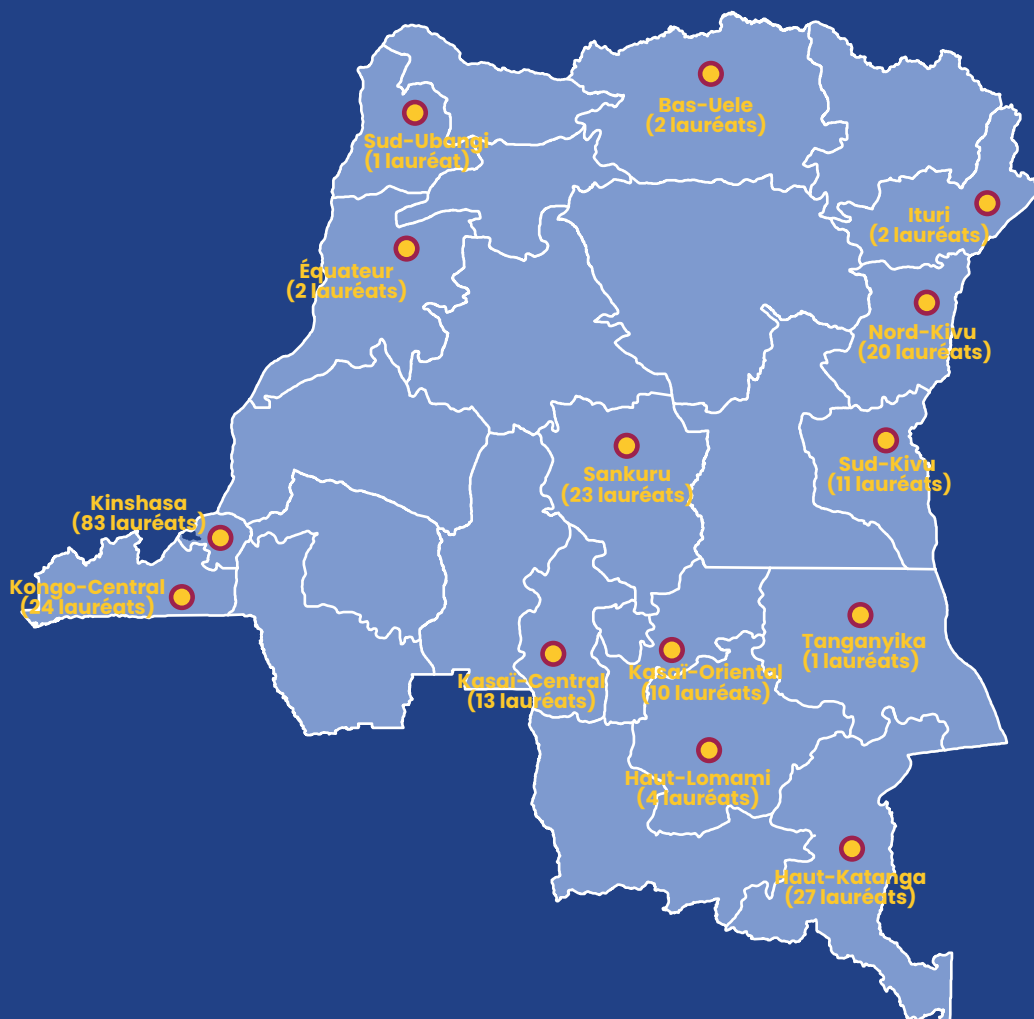 Bas-Uele
(2 lauréats)
Sud-Ubangi
(1 lauréat)
Ituri
(2 lauréats)
Équateur
(2 lauréats)
Nord-Kivu
(20 lauréats)
Sud-Kivu
(11 lauréats)
Sankuru
(23 lauréats)
Kinshasa
(83 lauréats)
Kongo-Central
(24 lauréats)
Tanganyika
(1 lauréats)
Kasaï-Central
(13 lauréats)
Kasaï-Oriental
(10 lauréats)
Haut-Lomami
(4 lauréats)
Haut-Katanga
(27 lauréats)